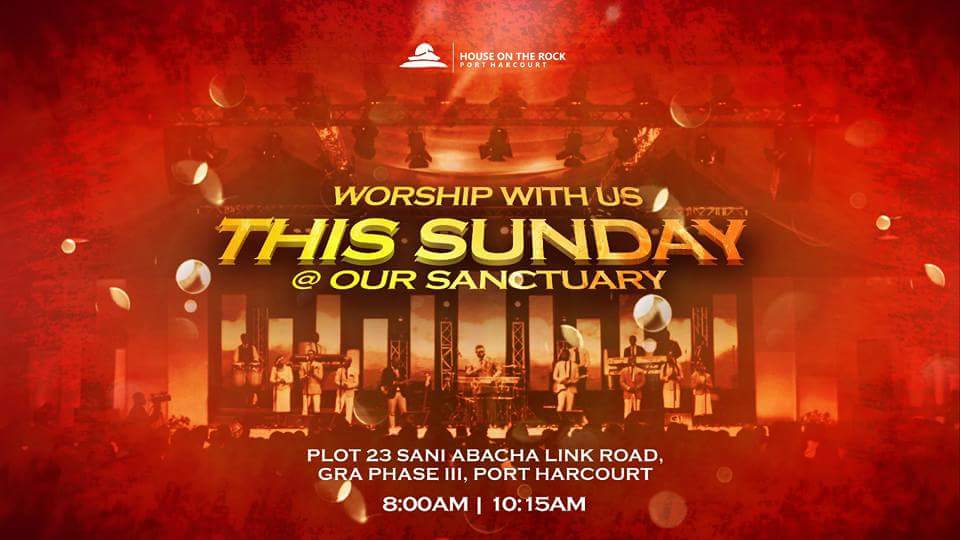 HOUSE ON THE ROCK
PORT HARCOURT
WORSHIP WITH US
THIS SUNDAY
@ OUR SANCTUARY
PLOT 23 SANI ABACHA LINK ROAD,
GRA PHASE III, PORT HARCOURT
8:00AM | 10:15AM